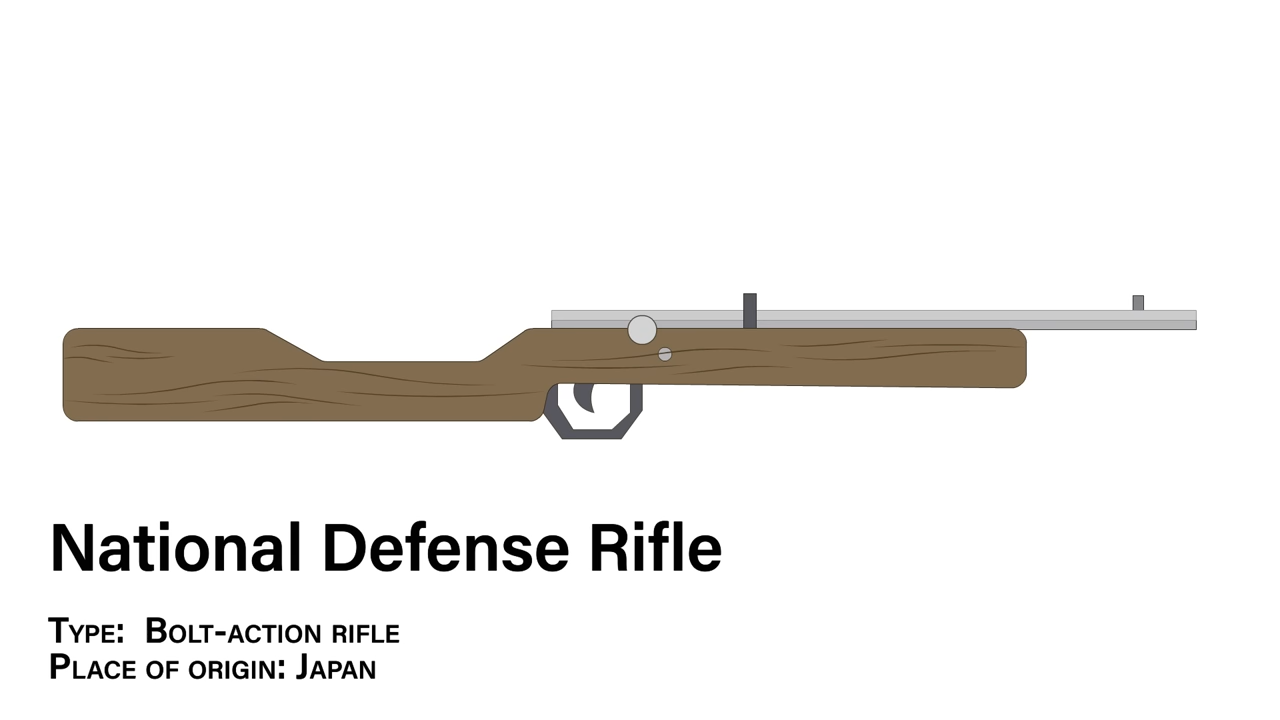 National Defense Rifle
Type: Bolt-action rifle
Place of origin: Japan